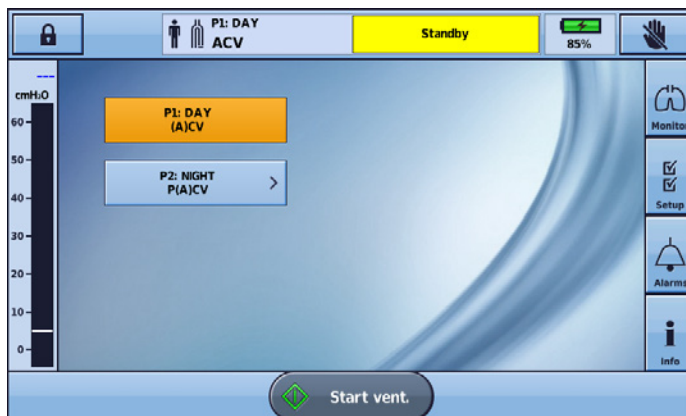 P1: DAY
ACV
Standby
85%
---
cmH₂O
60
50
40
30
20
10
0
P1: DAY
(A)CV
P2: NIGHT
P(A)CV
>
Monitor
Setup
Alarms
Info
Start vent.